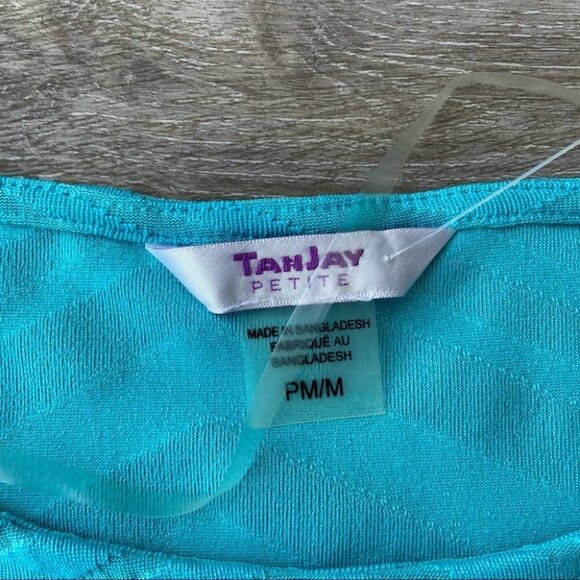 TANJAY
PETITE
MADE IN BANGLADESH
FABRIQUÉ AU
BANGLADESH
PM/M